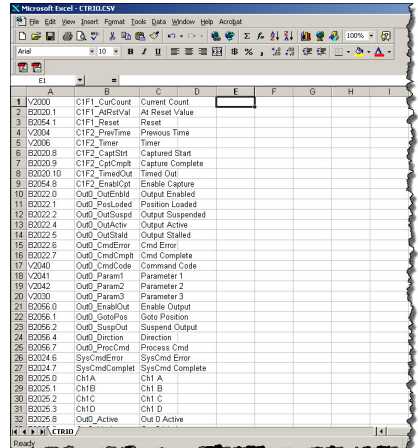 Microsoft Excel - CTRIO.CSV
File Edit View Insert Format Tools Data Window Help Acrobat
100%
Arial 10 B I U $ % ,
E1 =
A B C D E F G H I
1 V2000 C1F1_CurCount Current Count
2 B2020.1 C1F1_AtRstVal At Reset Value
3 B2054.1 C1F1_Reset Reset
4 V2004 C1F2_PrevTime Previous Time
5 V2006 C1F2_Timer Timer
6 B2020.8 C1F2_CaptStrt Captured Start
7 B2020.9 C1F2_CptCmplt Capture Complete
8 B2020.10 C1F2_TimedOut Timed Out
9 B2054.8 C1F2_EnablCpt Enable Capture
10 B2022.0 Out0_OutEnbld Output Enabled
11 B2022.1 Out0_PosLoded Position Loaded
12 B2022.2 Out0_OutSuspd Output Suspended
13 B2022.4 Out0_OutActiv Output Active
14 B2022.5 Out0_OutStald Output Stalled
15 B2022.6 Out0_CmdError Cmd Error
16 B2022.7 Out0_CmdCmplt Cmd Complete
17 V2040 Out0_CmdCode Command Code
18 V2041 Out0_Param1 Parameter 1
19 V2042 Out0_Param2 Parameter 2
20 V2030 Out0_Param3 Parameter 3
21 B2056.0 Out0_EnablOut Enable Output
22 B2056.1 Out0_GotoPos Goto Position
23 B2056.2 Out0_SuspOut Suspend Output
24 B2056.4 Out0_Dirction Direction
25 B2056.7 Out0_ProcCmd Process Cmd
26 B2024.6 SysCmdError SysCmd Error
27 B2024.7 SysCmdComplet SysCmd Complete
28 B2025.0 Ch1A Ch1 A
29 B2025.1 Ch1B Ch1 B
30 B2025.2 Ch1C Ch1 C
31 B2025.3 Ch1D Ch1 D
32 B2025.8 Out0_Active Out D Active
CTRIO
Ready